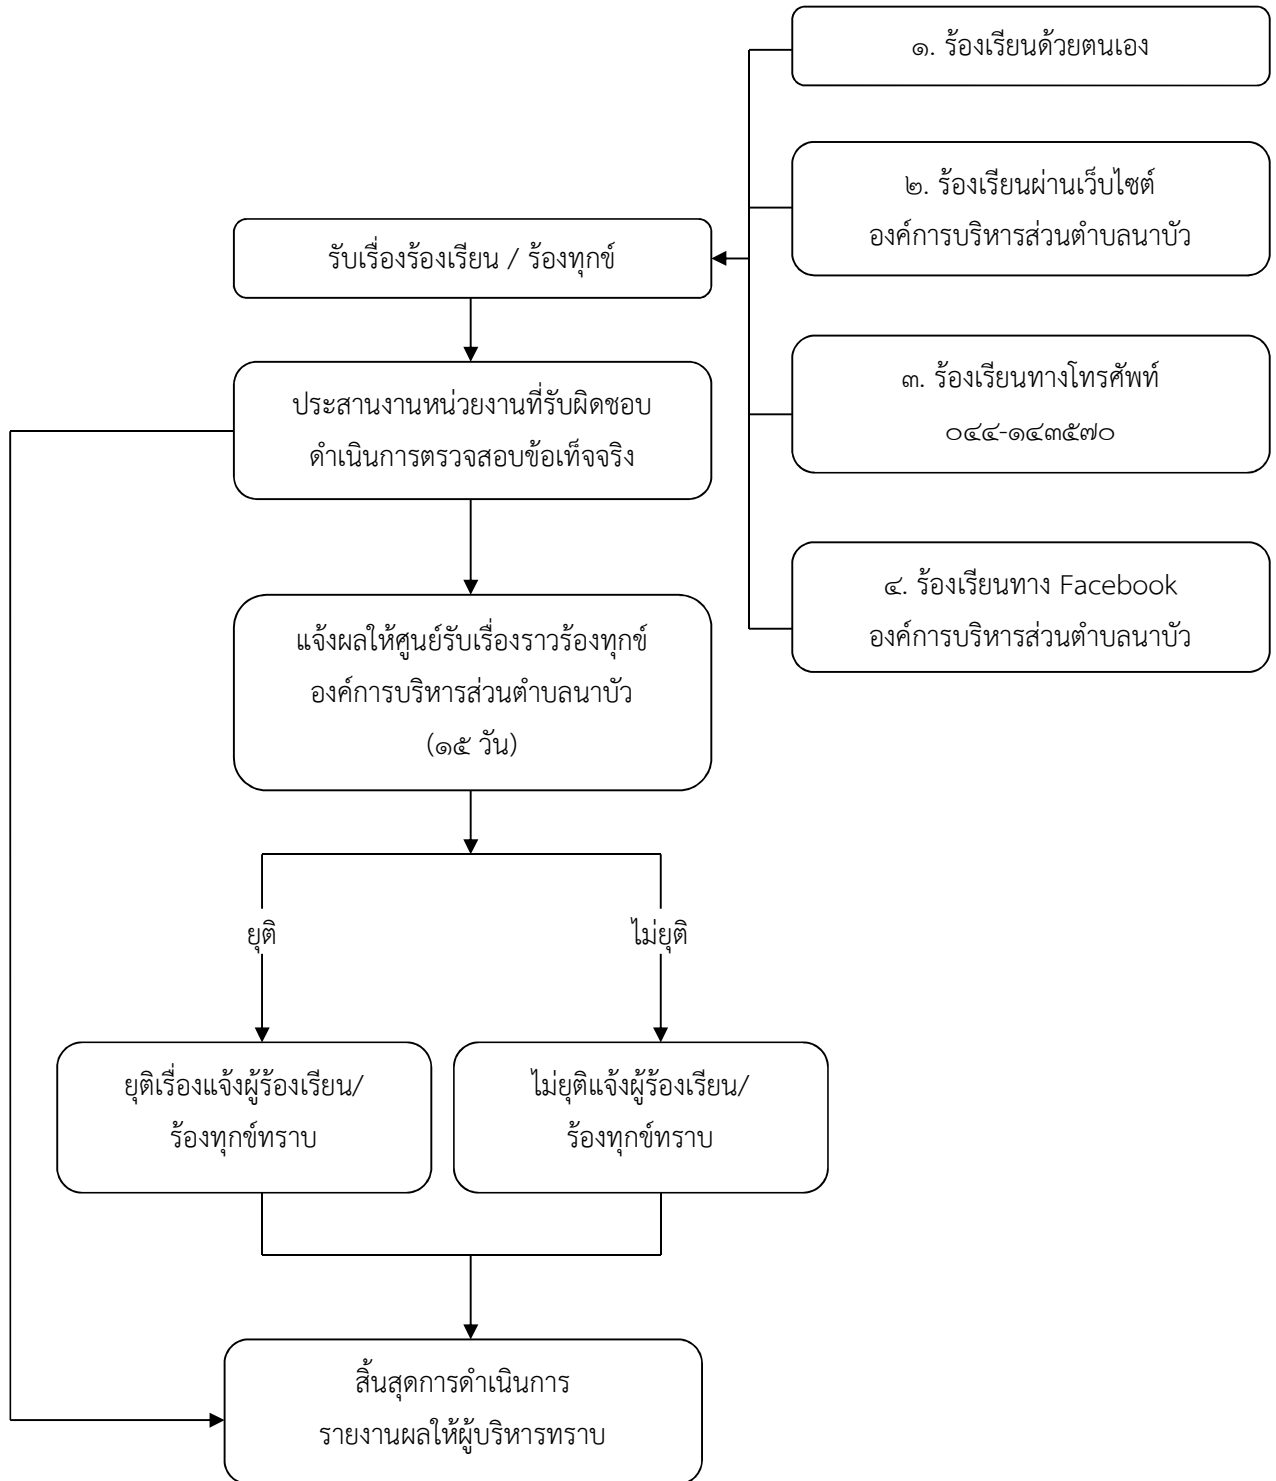 ๑. ร้องเรียนด้วยตนเอง
๒. ร้องเรียนผ่านเว็บไซต์
องค์การบริหารส่วนตำบลนาบัว
รับเรื่องร้องเรียน / ร้องทุกข์
๓. ร้องเรียนทางโทรศัพท์
๐๔๔-๑๔๓๕๗๐
ประสานงานหน่วยงานที่รับผิดชอบ
ดำเนินการตรวจสอบข้อเท็จจริง
๔. ร้องเรียนทาง Facebook
องค์การบริหารส่วนตำบลนาบัว
แจ้งผลให้ศูนย์รับเรื่องราวร้องทุกข์
องค์การบริหารส่วนตำบลนาบัว
(๑๕ วัน)
ยุติ
ไม่ยุติ
ยุติเรื่องแจ้งผู้ร้องเรียน/
ร้องทุกข์ทราบ
ไม่ยุติแจ้งผู้ร้องเรียน/
ร้องทุกข์ทราบ
สิ้นสุดการดำเนินการ
รายงานผลให้ผู้บริหารทราบ